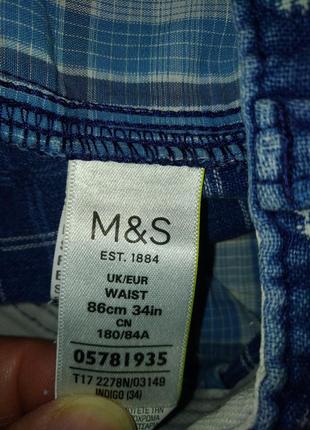 M&S
EST. 1884
UK/EUR
WAIST
86cm 34in
CN
180/84A
05781935
T17 2278N/03149
INDIGO (34)